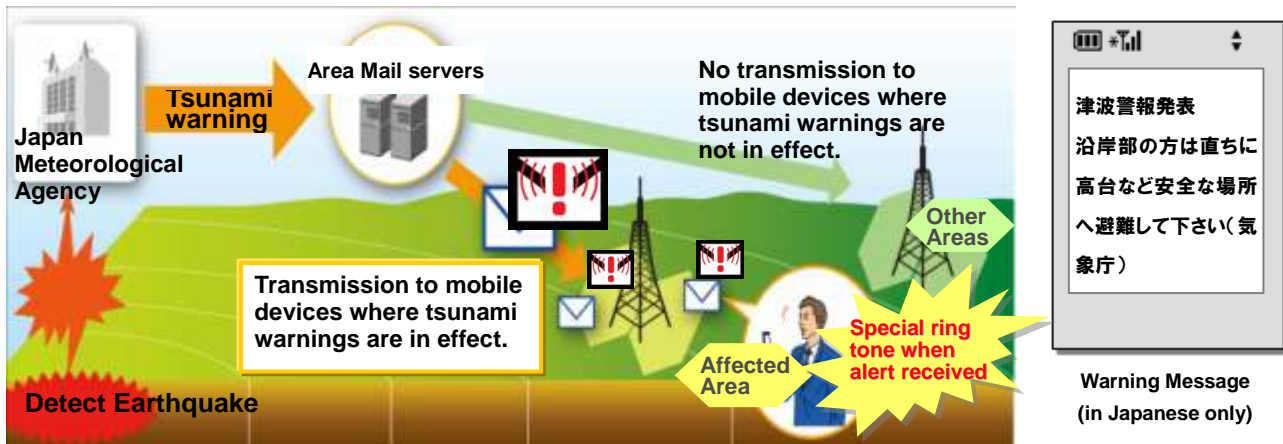 Japan
Meteorological
Agency
Tsunami
warning
Area Mail servers
No transmission to
mobile devices where
tsunami warnings are
not in effect.
Other
Areas
Transmission to mobile
devices where tsunami
warnings are in effect.
Special ring
tone when
alert received
Affected
Area
Detect Earthquake
津波警報発表
沿岸部の方は直ちに
高台など安全な場所
へ避難して下さい（気
象庁）
Warning Message
(in Japanese only)